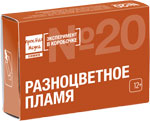 ЭКСПЕРИМЕНТ
В КОРОБОЧКЕ
№20
РАЗНОЦВЕТНОЕ
ПЛАМЯ
12+